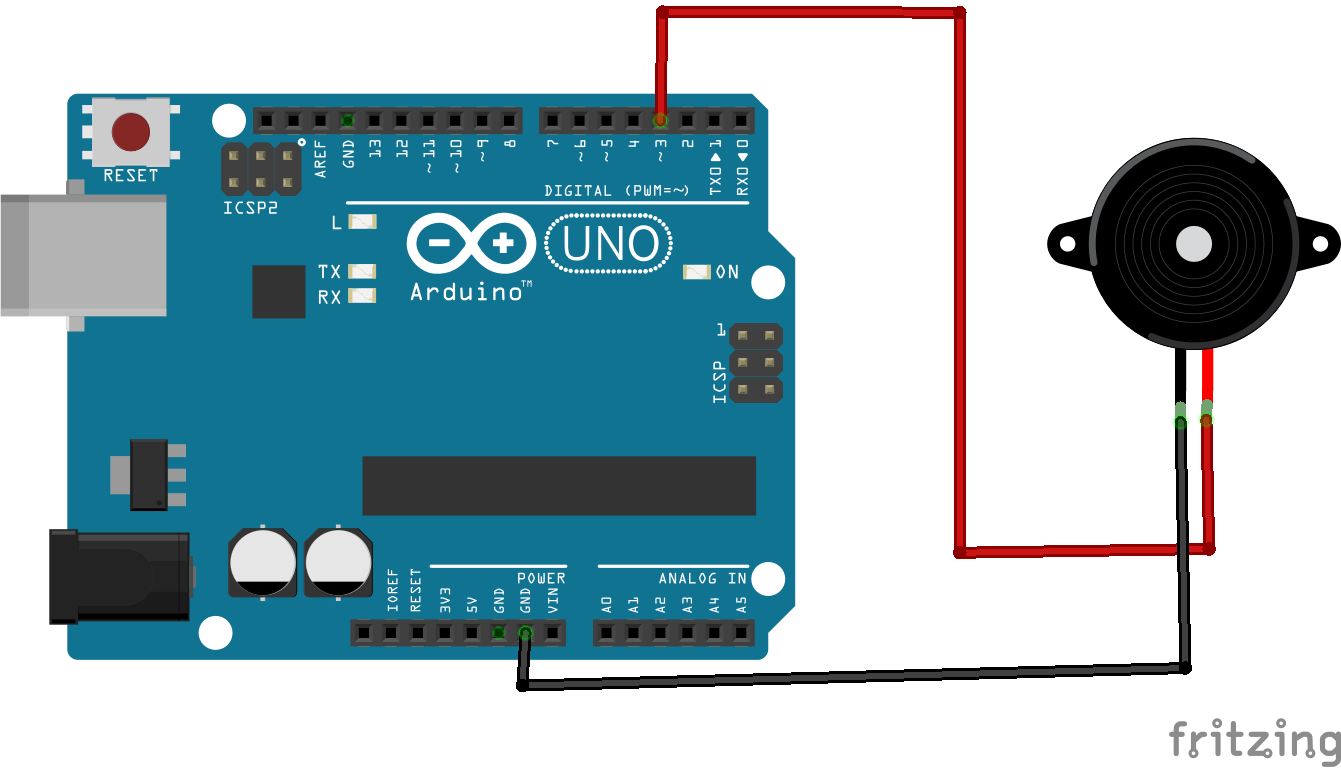 RESET
ICSP2
AREF
GND
13
12
~11
~10
~9
8
7
~6
~5
4
~3
2
TX0▶1
RX0◀0
DIGITAL (PWM=~)
L
TX
RX
Arduino™
UNO
ON
1
ICSP
IOREF
RESET
3V3
5V
GND
GND
VIN
POWER
ANALOG IN
A0
A1
A2
A3
A4
A5
fritzing